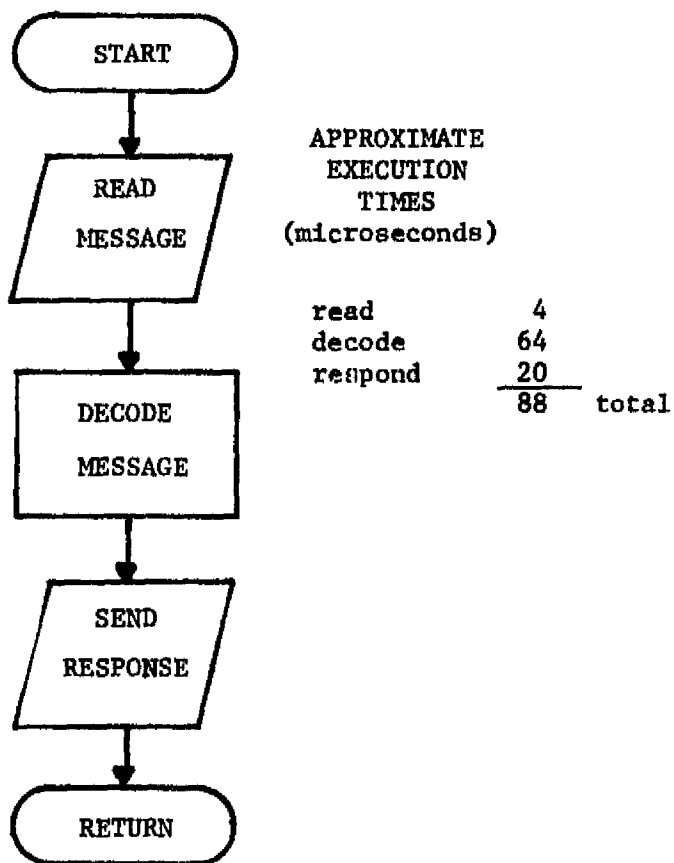 START
READ
MESSAGE
APPROXIMATE
EXECUTION
TIMES
(microseconds)
read 4
decode 64
respond 20
88 total
DECODE
MESSAGE
SEND
RESPONSE
RETURN